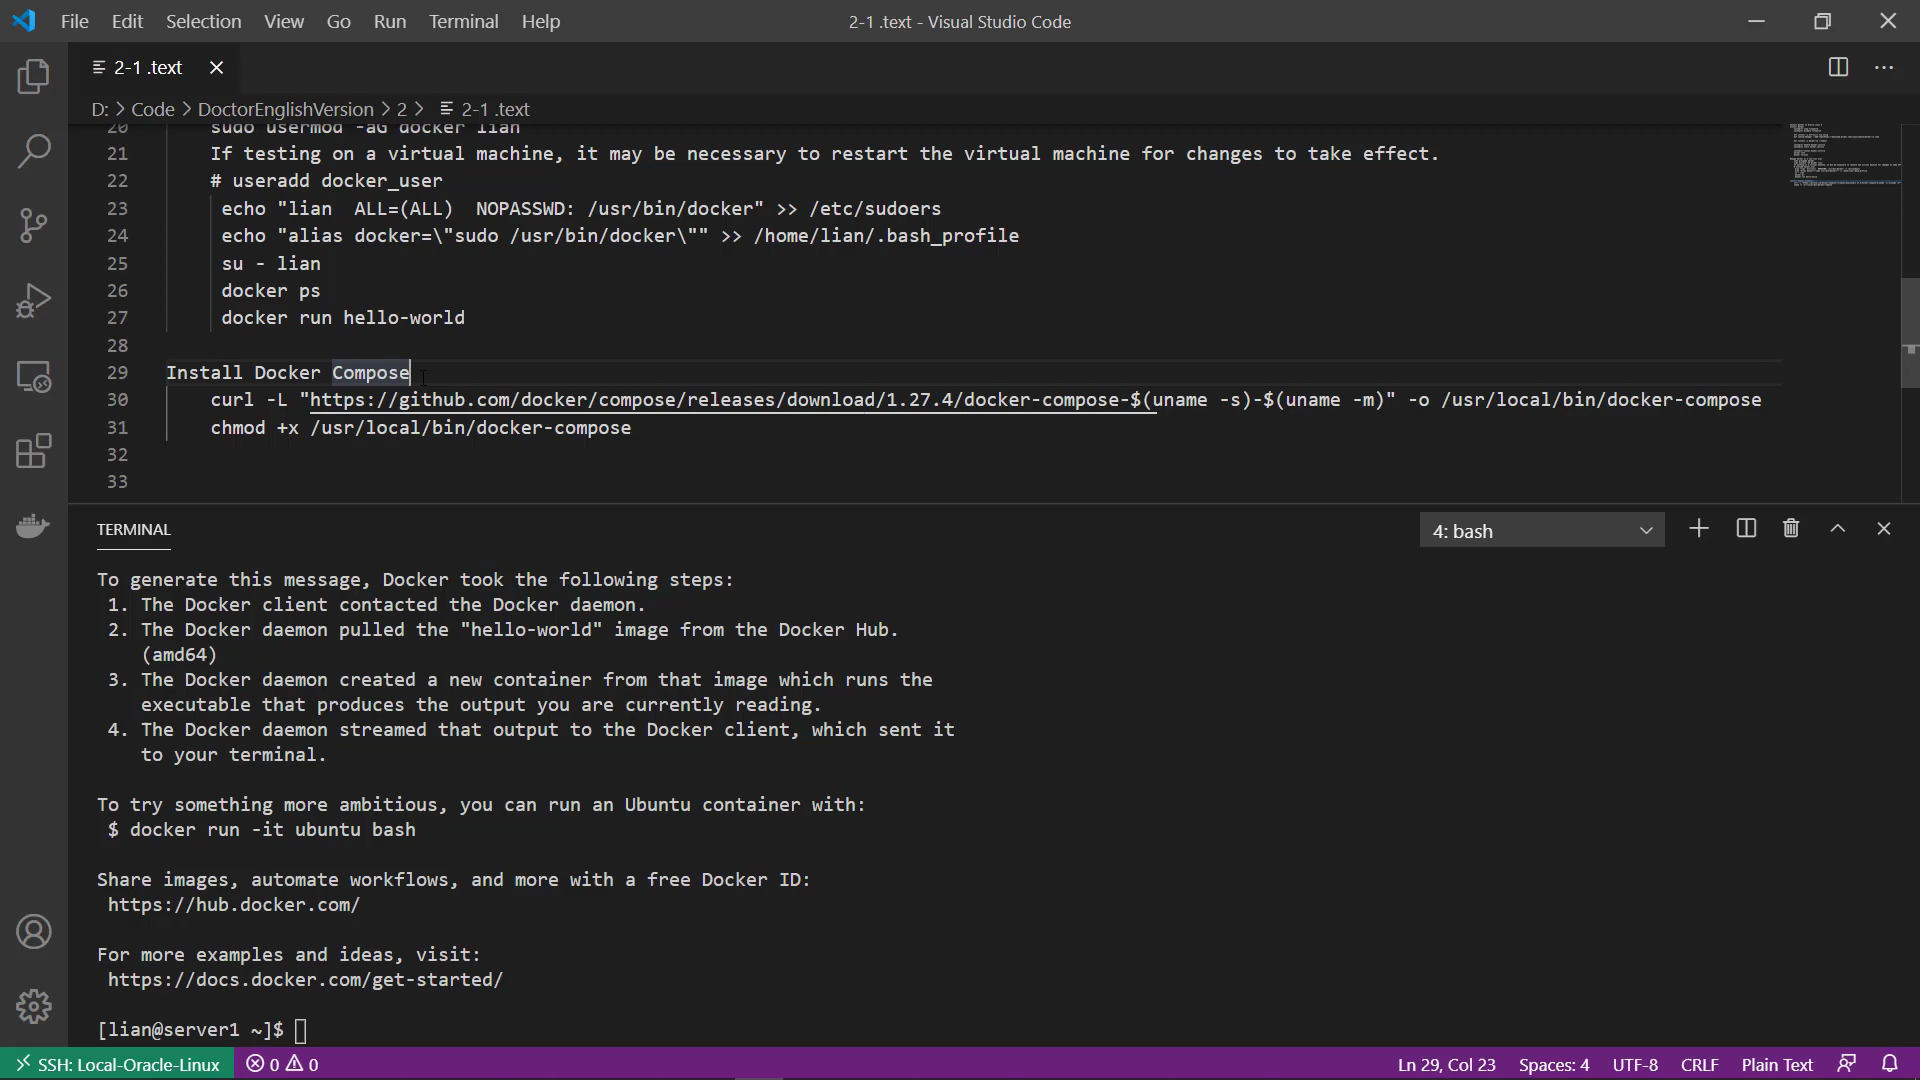 File Edit Selection View Go Run Terminal Help
2-1 .text - Visual Studio Code
2-1 .text
D: > Code > DoctorEnglishVersion > 2 > 2-1 .text
20 sudo usermod -aG docker lian
21 If testing on a virtual machine, it may be necessary to restart the virtual machine for changes to take effect.
22 # useradd docker_user
23 echo "lian  ALL=(ALL)  NOPASSWD: /usr/bin/docker" >> /etc/sudoers
24 echo "alias docker=\"sudo /usr/bin/docker\"" >> /home/lian/.bash_profile
25 su - lian
26 docker ps
27 docker run hello-world
28
29 Install Docker Compose
30 curl -L "https://github.com/docker/compose/releases/download/1.27.4/docker-compose-$(uname -s)-$(uname -m)" -o /usr/local/bin/docker-compose
31 chmod +x /usr/local/bin/docker-compose
32
33
TERMINAL
4: bash
To generate this message, Docker took the following steps:
1. The Docker client contacted the Docker daemon.
2. The Docker daemon pulled the "hello-world" image from the Docker Hub.
(amd64)
3. The Docker daemon created a new container from that image which runs the
executable that produces the output you are currently reading.
4. The Docker daemon streamed that output to the Docker client, which sent it
to your terminal.
To try something more ambitious, you can run an Ubuntu container with:
$ docker run -it ubuntu bash
Share images, automate workflows, and more with a free Docker ID:
https://hub.docker.com/
For more examples and ideas, visit:
https://docs.docker.com/get-started/
[lian@server1 ~]$
SSH: Local-Oracle-Linux 0 0 Ln 29, Col 23 Spaces: 4 UTF-8 CRLF Plain Text